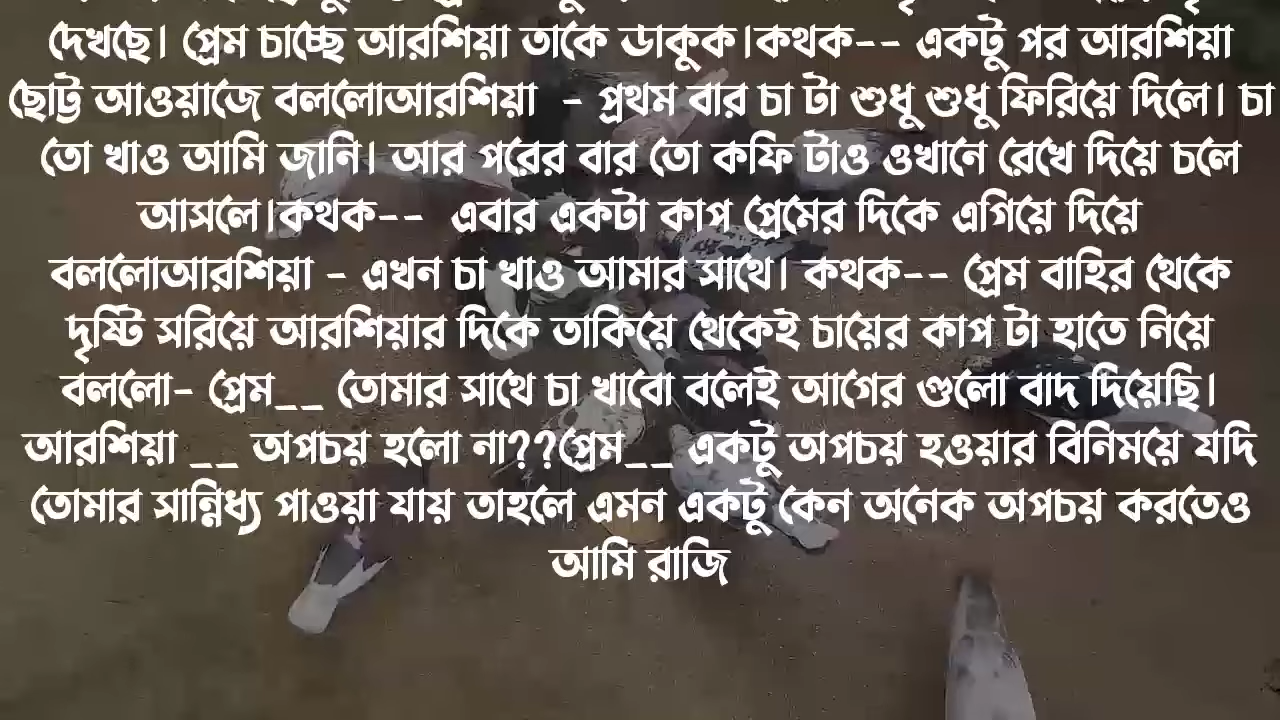 দেখছে। প্রেম চাচ্ছে আরশিয়া তাকে ডাকুক।কথক-- একটু পর আরশিয়া
ছোট্ট আওয়াজে বললোআরশিয়া - প্রথম বার চা টা শুধু শুধু ফিরিয়ে দিলে। চা
তো খাও আমি জানি। আর পরের বার তো কফি টাও ওখানে রেখে দিয়ে চলে
আসলে।কথক-- এবার একটা কাপ প্রেমের দিকে এগিয়ে দিয়ে
বললোআরশিয়া - এখন চা খাও আমার সাথে। কথক-- প্রেম বাহির থেকে
দৃষ্টি সরিয়ে আরশিয়ার দিকে তাকিয়ে থেকেই চায়ের কাপ টা হাতে নিয়ে
বললো- প্রেম__ তোমার সাথে চা খাবো বলেই আগের গুলো বাদ দিয়েছি।
আরশিয়া __ অপচয় হলো না??প্রেম__ একটু অপচয় হওয়ার বিনিময়ে যদি
তোমার সান্নিধ্য পাওয়া যায় তাহলে এমন একটু কেন অনেক অপচয় করতেও
আমি রাজি